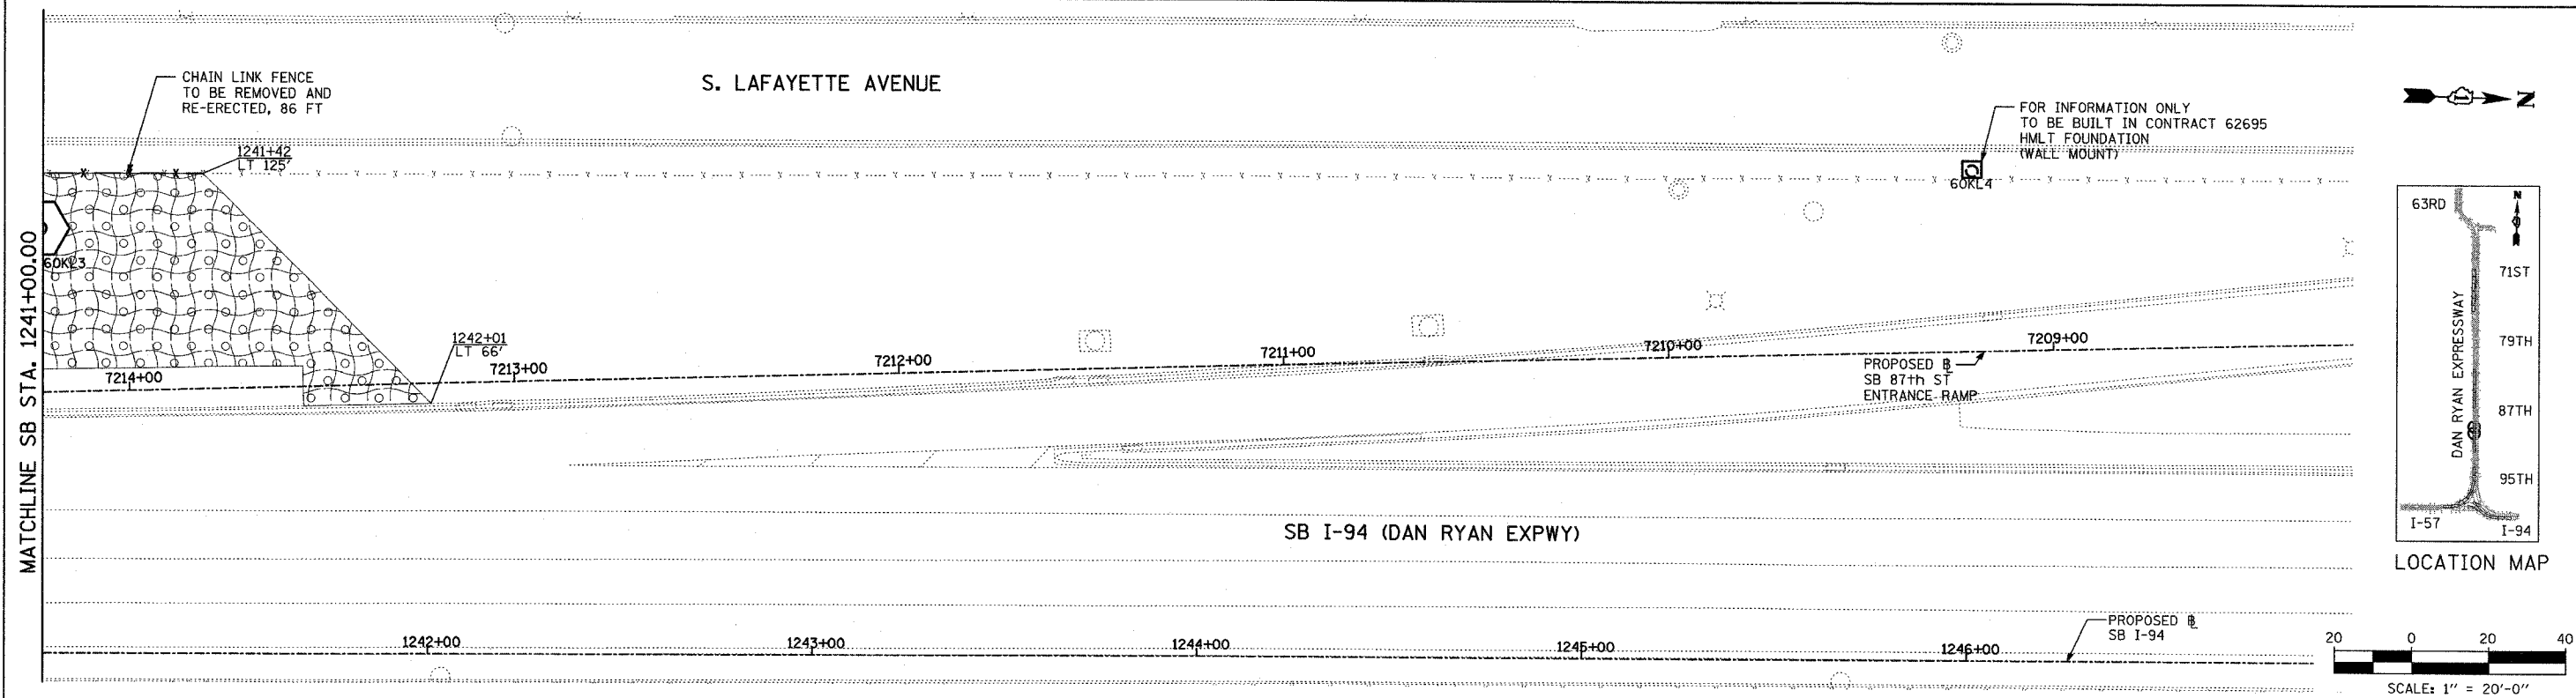 CHAIN LINK FENCE
TO BE REMOVED AND
RE-ERECTED, 86 FT
S. LAFAYETTE AVENUE
FOR INFORMATION ONLY
TO BE BUILT IN CONTRACT 62695
HMLT FOUNDATION
(WALL MOUNT)
60KL4
1241+42
LT 125'
MATCHLINE SB STA. 1241+00.00
60KL3
1242+01
LT 66'
7214+00
7213+00
7212+00
7211+00
7210+00
7209+00
PROPOSED B
SB 87th ST
ENTRANCE RAMP
SB I-94 (DAN RYAN EXPWY)
1242+00
1243+00
1244+00
1245+00
1246+00
PROPOSED B
SB I-94
N
63RD
N
71ST
79TH
DAN RYAN EXPRESSWAY
87TH
95TH
I-57
I-94
LOCATION MAP
20 0 20 40
SCALE: 1" = 20'-0"